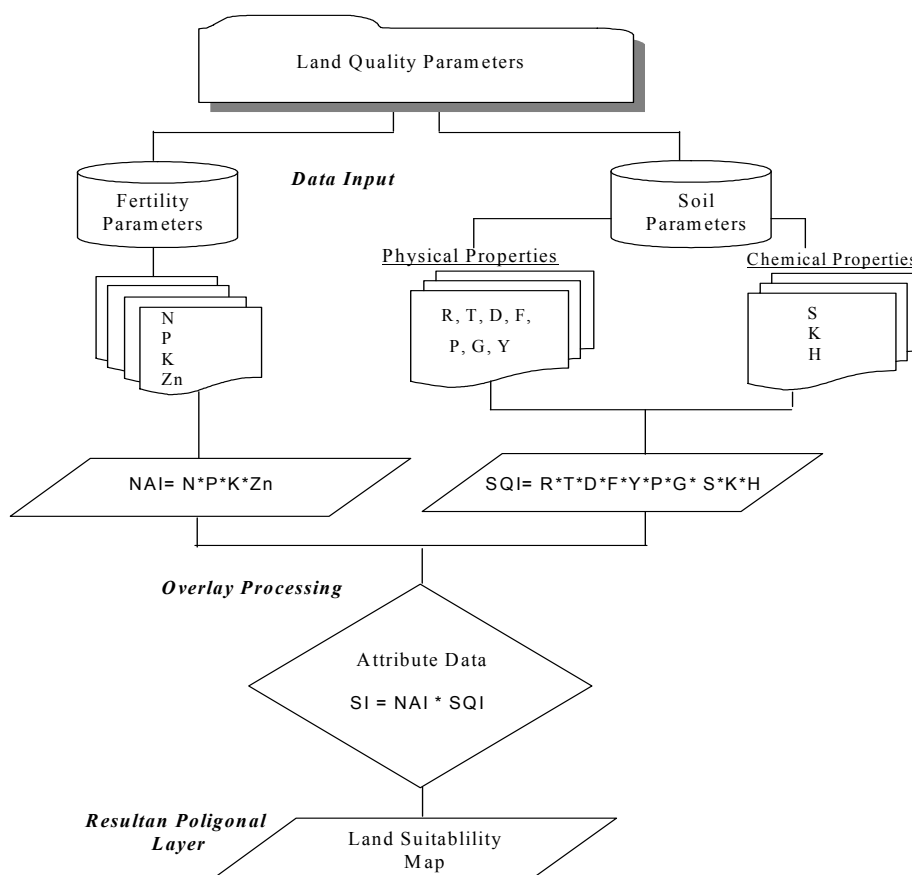 Land Quality Parameters
Data Input
Fertility
Parameters
Soil
Parameters
Physical Properties
Chemical Properties
N
P
K
Zn
R, T, D, F,
P, G, Y
S
K
H
NAI= N*P*K*Zn
SQI= R*T*D*F*Y*P*G* S*K*H
Overlay Processing
Attribute Data
SI = NAI * SQI
Resultan Poligonal
Layer
Land Suitablility
Map